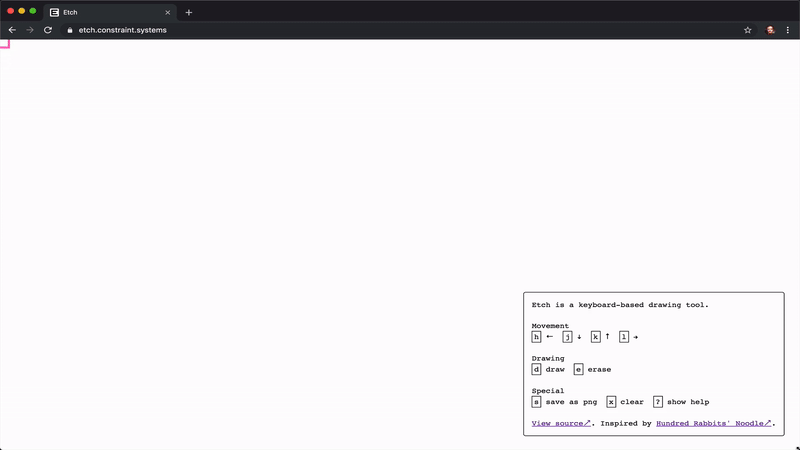 Etch
etch.constraint.systems
Etch is a keyboard-based drawing tool.
Movement
h ← j ↓ k ↑ l →
Drawing
d draw e erase
Special
s save as png x clear ? show help
View source↗. Inspired by Hundred Rabbits' Noodle↗.